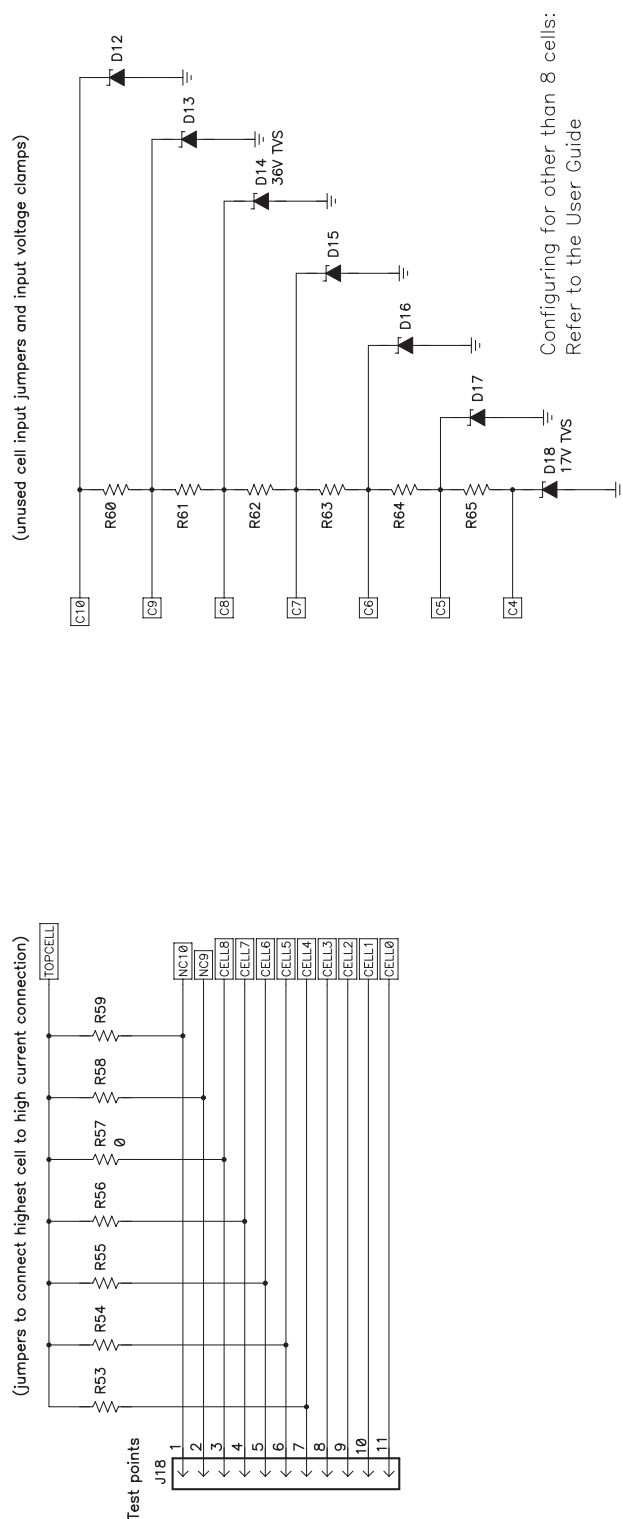 (jumpers to connect highest cell to high current connection)
TOPCELL
R53
R54
R55
R56
R57
0
R58
R59
Test points
J18
1
NC10
2
NC9
3
CELL8
4
CELL7
5
CELL6
6
CELL5
7
CELL4
8
CELL3
9
CELL2
10
CELL1
11
CELL0
(unused cell input jumpers and input voltage clamps)
C10
D12
R60
C9
D13
R61
C8
D14
36V TVS
R62
C7
D15
R63
C6
D16
R64
C5
D17
R65
C4
D18
17V TVS
Configuring for other than 8 cells:
Refer to the User Guide